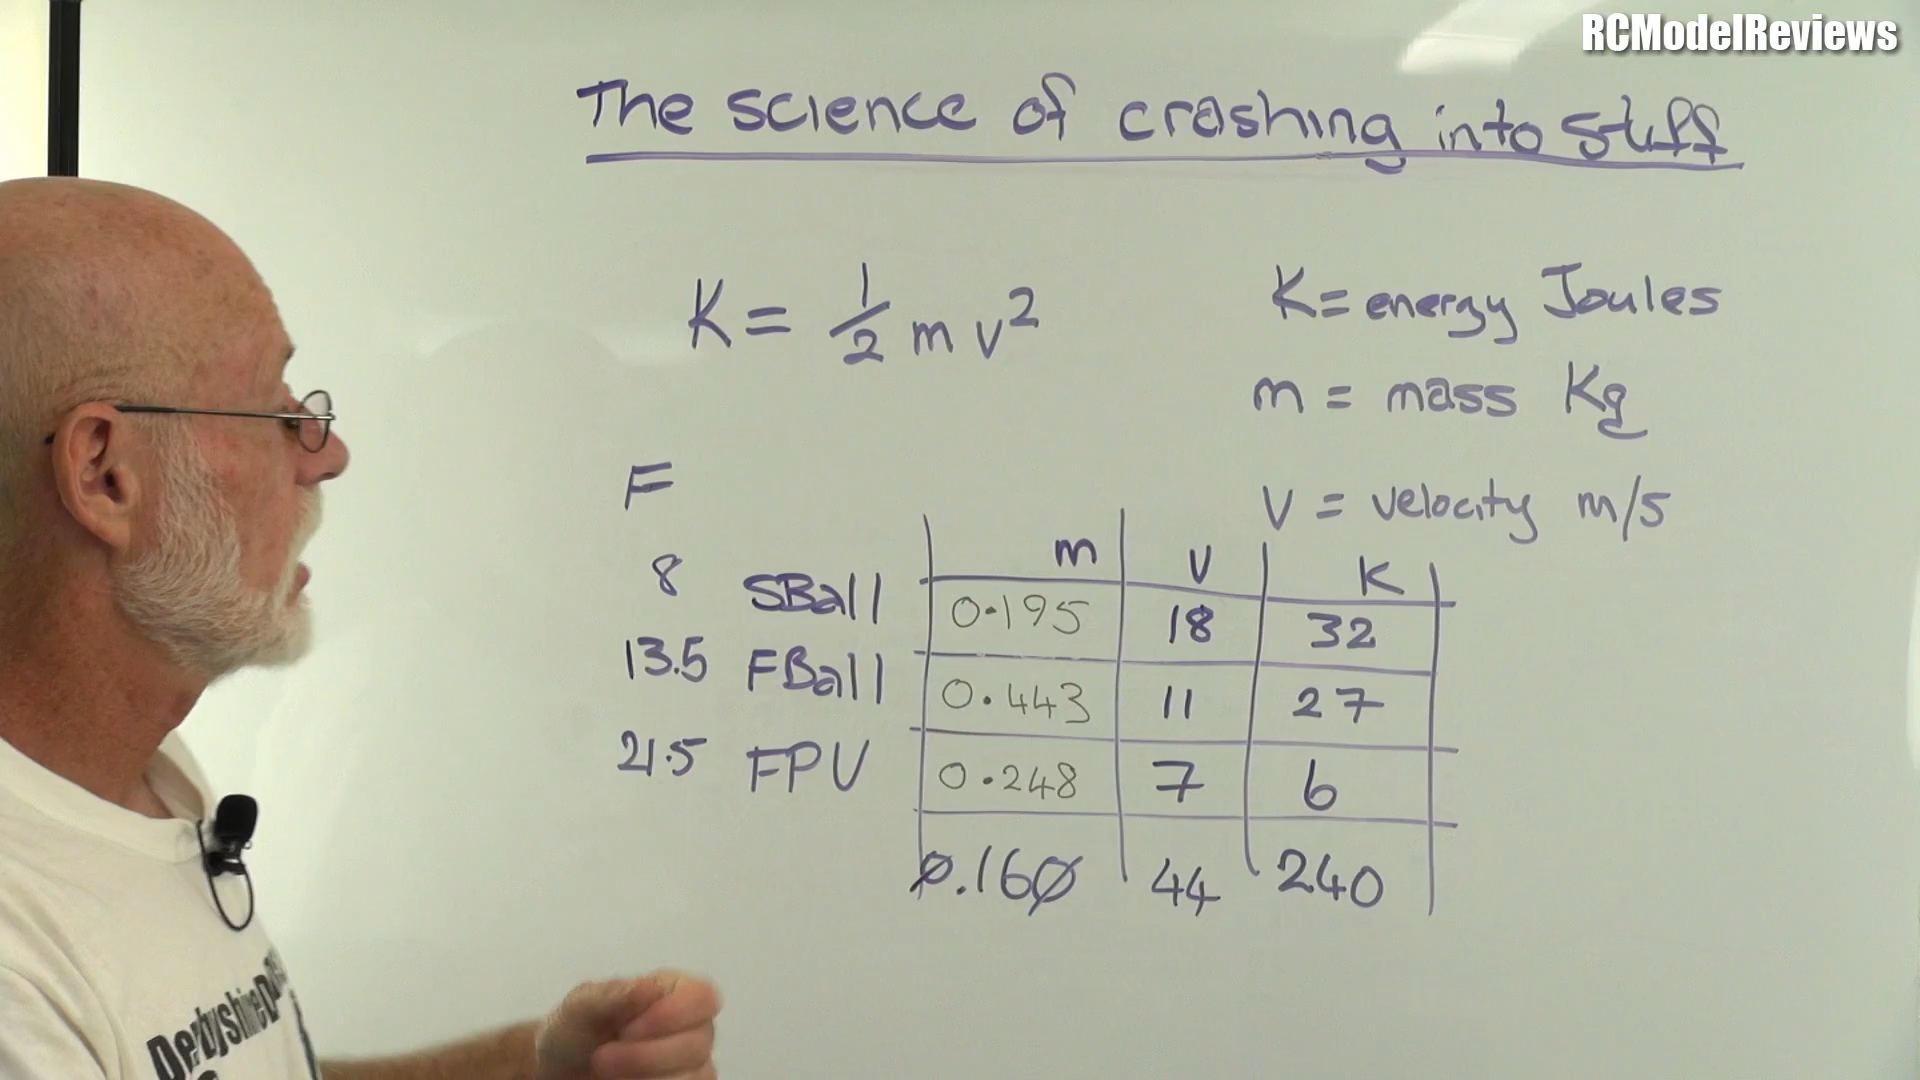 RCModelReviews
The science of crashing into stuff
K = 1/2 m v²
K = energy Joules
m = mass Kg
V = velocity m/s
F
m V K
8 SBall 0.195 18 32
13.5 FBall 0.443 11 27
21.5 FPV 0.248 7 6
0.160 44 240